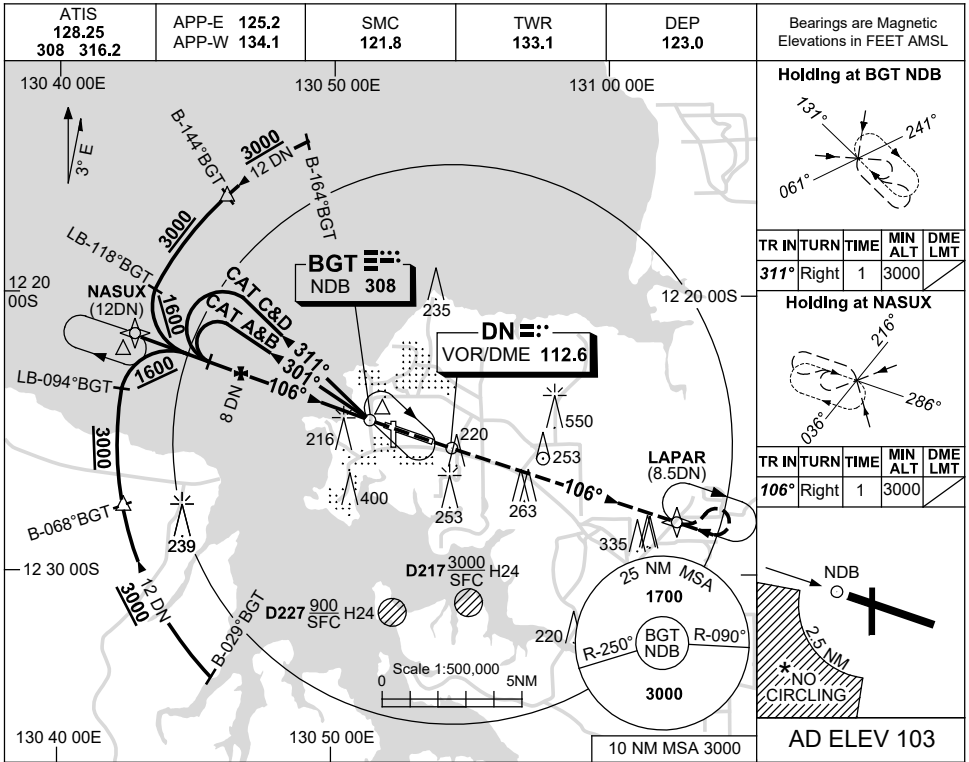 ATIS
128.25
308 316.2
APP-E 125.2
APP-W 134.1
SMC
121.8
TWR
133.1
DEP
123.0
Bearings are Magnetic
Elevations in FEET AMSL
130 40 00E
130 50 00E
131 00 00E
3° E
B-144°BGT
3000
12 DN
B-164°BGT
3000
LB-118°BGT
1600
12 20
00S
NASUX
(12DN)
CAT C&D
CAT A&B
311°
301°
106°
8 DN
LB-094°BGT
1600
3000
B-068°BGT
12 DN
3000
B-029°BGT
BGT
NDB 308
DN
VOR/DME 112.6
12 20 00S
235
216
400
220
253
550
253
263
106°
LAPAR
(8.5DN)
335
239
12 30 00S
D217 3000
SFC H24
D227 900
SFC H24
220
Scale 1:500,000
0 5NM
25 NM MSA
1700
R-250° BGT
NDB R-090°
3000
130 40 00E
130 50 00E
10 NM MSA 3000
Holding at BGT NDB
131°
241°
061°
TR IN TURN TIME MIN ALT DME LMT
311° Right 1 3000
Holding at NASUX
216°
286°
036°
TR IN TURN TIME MIN ALT DME LMT
106° Right 1 3000
NDB
2.5 NM
*NO
CIRCLING
AD ELEV 103